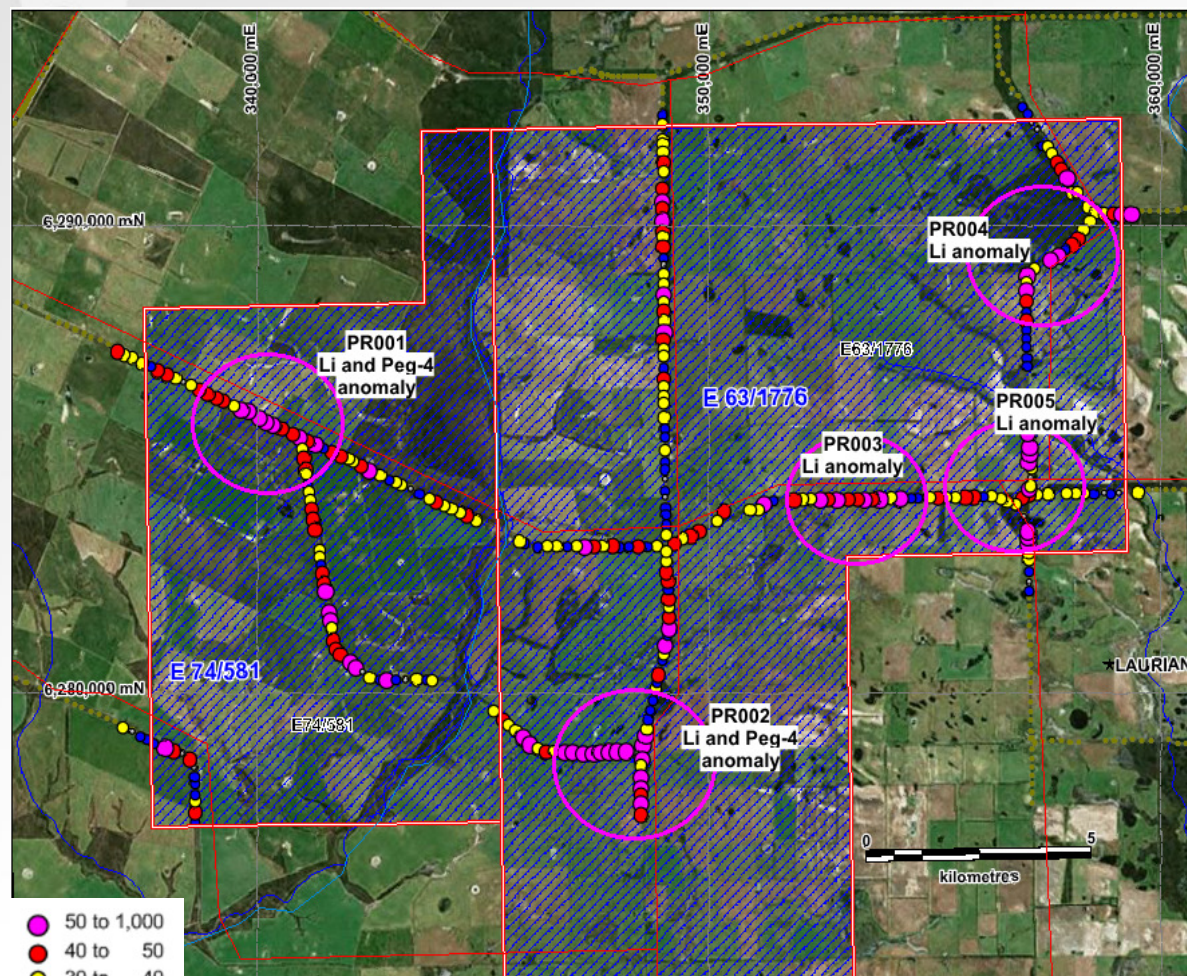 340,000 mE
350,000 mE
360,000 mE
6,290,000 mN
PR004
Li anomaly
PR001
Li and Peg-4
anomaly
E63/1776
E 63/1776
PR005
Li anomaly
PR003
Li anomaly
E 74/581
6,280,000 mN
LAURIAN
E74/581
PR002
Li and Peg-4
anomaly
0 5
kilometres
50 to 1,000
40 to 50
30 to 40